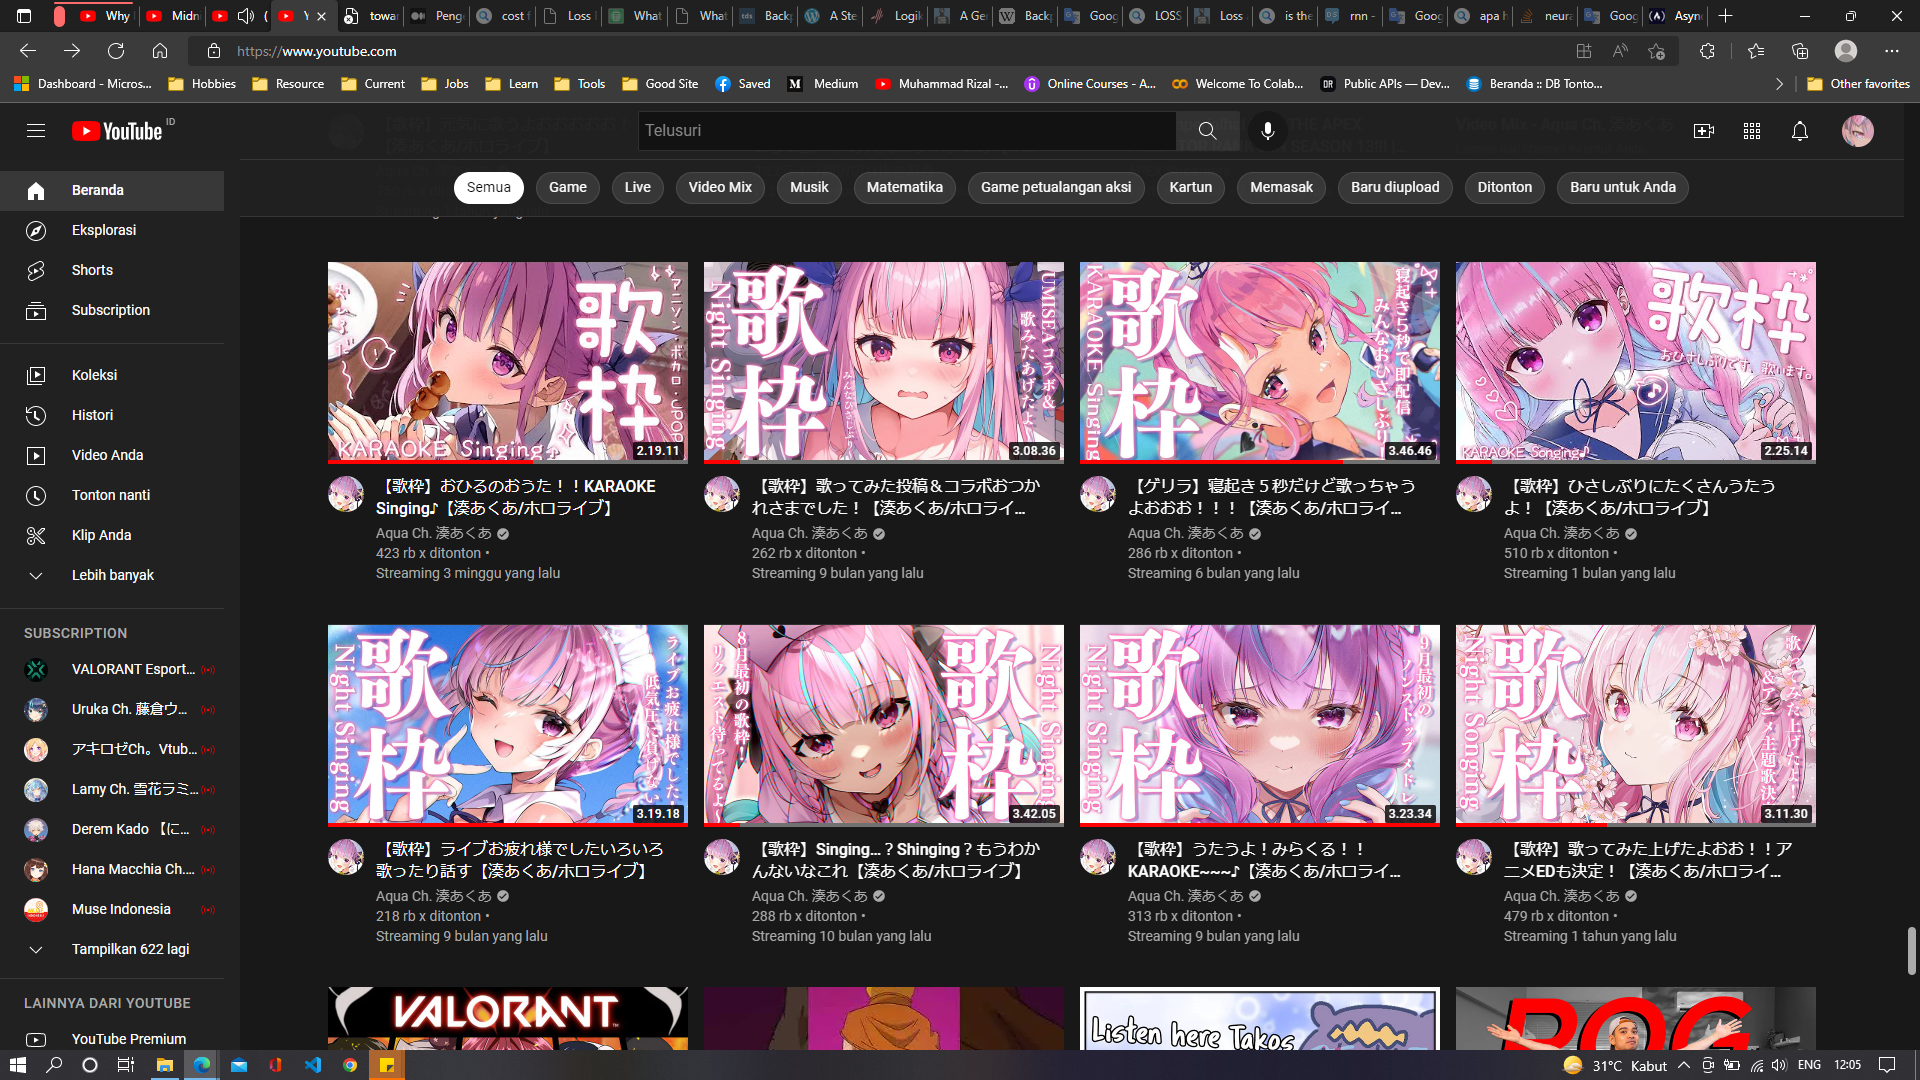 Why
Midn
(
Y
towar
Peng
cost f
Loss
What
What
Backp
A Ste
Logik
A Ger
Backp
Goog
LOSS
Loss
is the
rnn -
Goog
apa h
neura
Goog
Async
https://www.youtube.com
Dashboard - Micros...
Hobbies
Resource
Current
Jobs
Learn
Tools
Good Site
Saved
Medium
Muhammad Rizal -...
Online Courses - A...
Welcome To Colab...
Public APIs — Dev...
Beranda :: DB Tonto...
Other favorites
YouTube ID
Telusuri
Semua
Game
Live
Video Mix
Musik
Matematika
Game petualangan aksi
Kartun
Memasak
Baru diupload
Ditonton
Baru untuk Anda
Beranda
Eksplorasi
Shorts
Subscription
Koleksi
Histori
Video Anda
Tonton nanti
Klip Anda
Lebih banyak
SUBSCRIPTION
VALORANT Esport...
Uruka Ch. 藤倉ウ...
アキロゼCh。Vtub...
Lamy Ch. 雪花ラミ...
Derem Kado 【に...
Hana Macchia Ch....
Muse Indonesia
Tampilkan 622 lagi
LAINNYA DARI YOUTUBE
YouTube Premium
歌枠
アニソン・ボカロ・JPOP
KARAOKE Singing♪
2.19.11
【歌枠】おひるのおうた！！KARAOKE
Singing♪【湊あくあ/ホロライブ】
Aqua Ch. 湊あくあ
423 rb x ditonton •
Streaming 3 minggu yang lalu
歌枠
Night Singing
UMISEAコラボ＆
歌みたあげたよ
みんなひさしぶり
3.08.36
【歌枠】歌ってみた投稿＆コラボおつか
れさまでした！【湊あくあ/ホロライ...
Aqua Ch. 湊あくあ
262 rb x ditonton •
Streaming 9 bulan yang lalu
KARAOKE Singing
歌枠
寝起き5秒で即配信
みんなおひさしぶり
3.46.46
【ゲリラ】寝起き５秒だけど歌っちゃう
よおおお！！！【湊あくあ/ホロライ...
Aqua Ch. 湊あくあ
286 rb x ditonton •
Streaming 6 bulan yang lalu
歌枠
おひさしぶりです。歌います。
KARAOKE Songing♪
2.25.14
【歌枠】ひさしぶりにたくさんうたう
よ！【湊あくあ/ホロライブ】
Aqua Ch. 湊あくあ
510 rb x ditonton •
Streaming 1 bulan yang lalu
Night Singing
歌枠
ライブお疲れ様でした
低気圧に負けない
3.19.18
【歌枠】ライブお疲れ様でしたいろいろ
歌ったり話す【湊あくあ/ホロライブ】
Aqua Ch. 湊あくあ
218 rb x ditonton •
Streaming 9 bulan yang lalu
8月最初の歌枠！
リクエスト待ってるよ～
歌枠
Night Singing
3.42.05
【歌枠】Singing…？Shinging？もうわか
んないなこれ【湊あくあ/ホロライブ】
Aqua Ch. 湊あくあ
288 rb x ditonton •
Streaming 10 bulan yang lalu
Night Singing
歌枠
9月最初の
ノンストップメドレ
3.23.34
【歌枠】うたうよ！みらくる！！
KARAOKE~~~♪【湊あくあ/ホロライ...
Aqua Ch. 湊あくあ
313 rb x ditonton •
Streaming 9 bulan yang lalu
Night Songing
歌枠
歌ってみた上げたよ！
＆アニメ主題歌決
3.11.30
【歌枠】歌ってみた上げたよおお！！ア
ニメEDも決定！【湊あくあ/ホロライ...
Aqua Ch. 湊あくあ
479 rb x ditonton •
Streaming 1 tahun yang lalu
VALORANT
Listen here Takos
POG
31°C Kabut
ENG
12:05